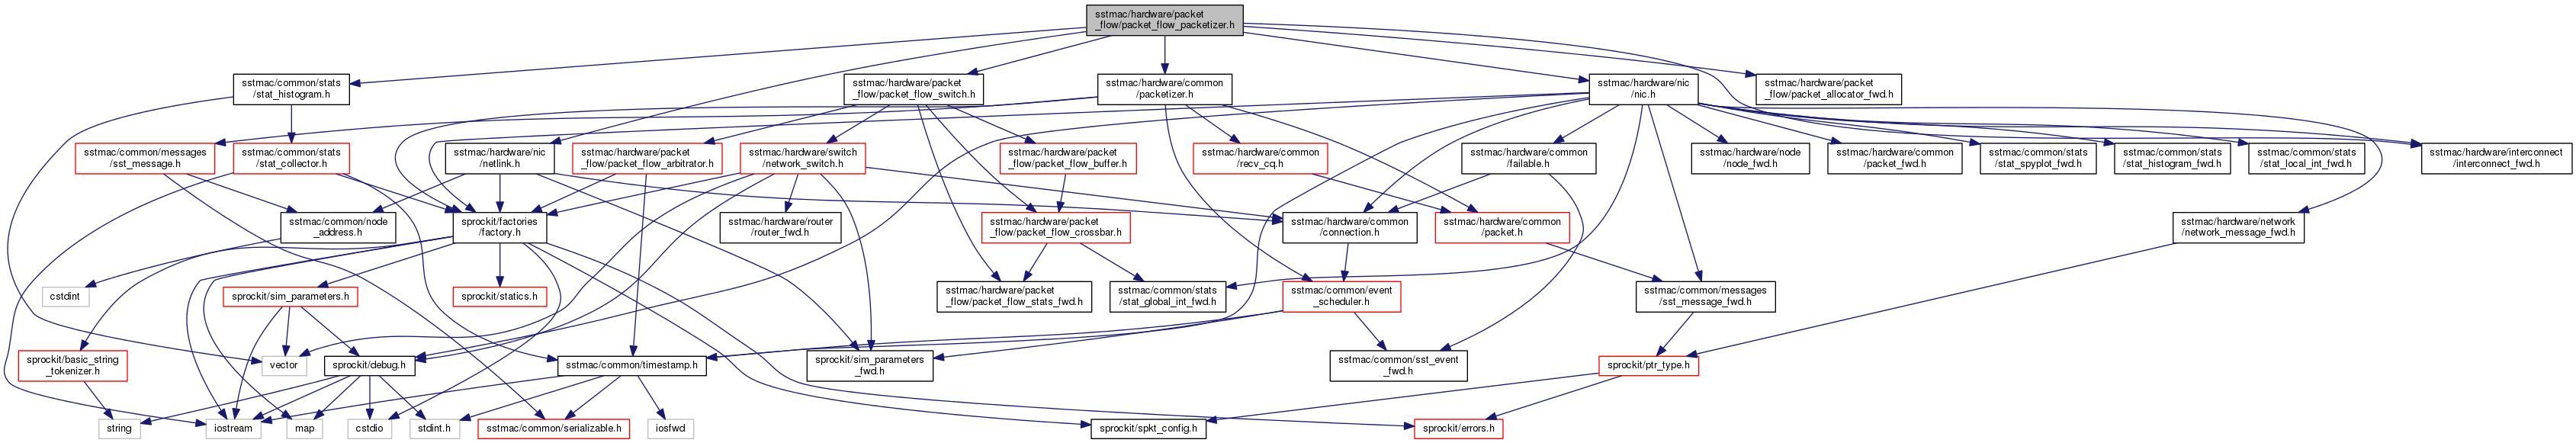 sstmac/hardware/packet
_flow/packet_flow_packetizer.h
sstmac/common/stats
/stat_histogram.h
sstmac/hardware/packet
_flow/packet_flow_switch.h
sstmac/hardware/common
/packetizer.h
sstmac/hardware/nic
/nic.h
sstmac/hardware/packet
_flow/packet_allocator_fwd.h
sstmac/common/messages
/sst_message.h
sstmac/common/stats
/stat_collector.h
sstmac/hardware/nic
/netlink.h
sstmac/hardware/packet
_flow/packet_flow_arbitrator.h
sstmac/hardware/switch
/network_switch.h
sstmac/hardware/packet
_flow/packet_flow_buffer.h
sstmac/hardware/common
/recv_cq.h
sstmac/hardware/common
/failable.h
sstmac/hardware/node
/node_fwd.h
sstmac/hardware/common
/packet_fwd.h
sstmac/common/stats
/stat_spyplot_fwd.h
sstmac/common/stats
/stat_histogram_fwd.h
sstmac/common/stats
/stat_local_int_fwd.h
sstmac/hardware/interconnect
/interconnect_fwd.h
sstmac/common/node
_address.h
sprockit/factories
/factory.h
sstmac/hardware/router
/router_fwd.h
sstmac/hardware/packet
_flow/packet_flow_crossbar.h
sstmac/hardware/common
/connection.h
sstmac/hardware/common
/packet.h
sstmac/hardware/network
/network_message_fwd.h
cstdint
sprockit/sim_parameters.h
sprockit/statics.h
sstmac/hardware/packet
_flow/packet_flow_stats_fwd.h
sstmac/common/stats
/stat_global_int_fwd.h
sstmac/common/event
_scheduler.h
sstmac/common/messages
/sst_message_fwd.h
sprockit/basic_string
_tokenizer.h
vector
sprockit/debug.h
sstmac/common/timestamp.h
sprockit/sim_parameters
_fwd.h
sstmac/common/sst_event
_fwd.h
sprockit/ptr_type.h
string
iostream
map
cstdio
stdint.h
sstmac/common/serializable.h
iosfwd
sprockit/spkt_config.h
sprockit/errors.h